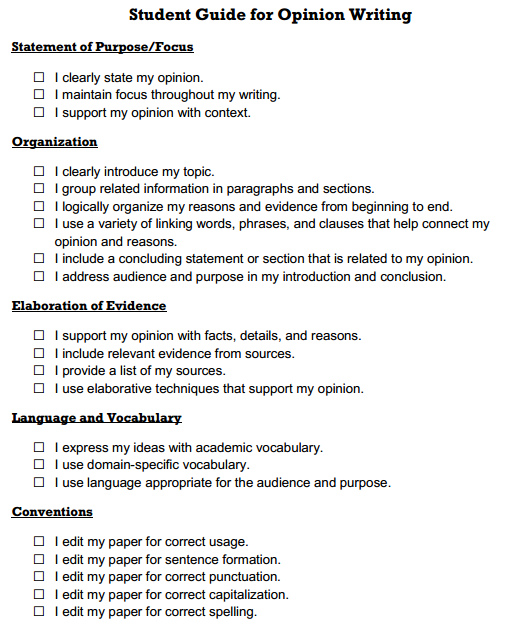 Student Guide for Opinion Writing
Statement of Purpose/Focus
☐ I clearly state my opinion.
☐ I maintain focus throughout my writing.
☐ I support my opinion with context.
Organization
☐ I clearly introduce my topic.
☐ I group related information in paragraphs and sections.
☐ I logically organize my reasons and evidence from beginning to end.
☐ I use a variety of linking words, phrases, and clauses that help connect my
opinion and reasons.
☐ I include a concluding statement or section that is related to my opinion.
☐ I address audience and purpose in my introduction and conclusion.
Elaboration of Evidence
☐ I support my opinion with facts, details, and reasons.
☐ I include relevant evidence from sources.
☐ I provide a list of my sources.
☐ I use elaborative techniques that support my opinion.
Language and Vocabulary
☐ I express my ideas with academic vocabulary.
☐ I use domain-specific vocabulary.
☐ I use language appropriate for the audience and purpose.
Conventions
☐ I edit my paper for correct usage.
☐ I edit my paper for sentence formation.
☐ I edit my paper for correct punctuation.
☐ I edit my paper for correct capitalization.
☐ I edit my paper for correct spelling.